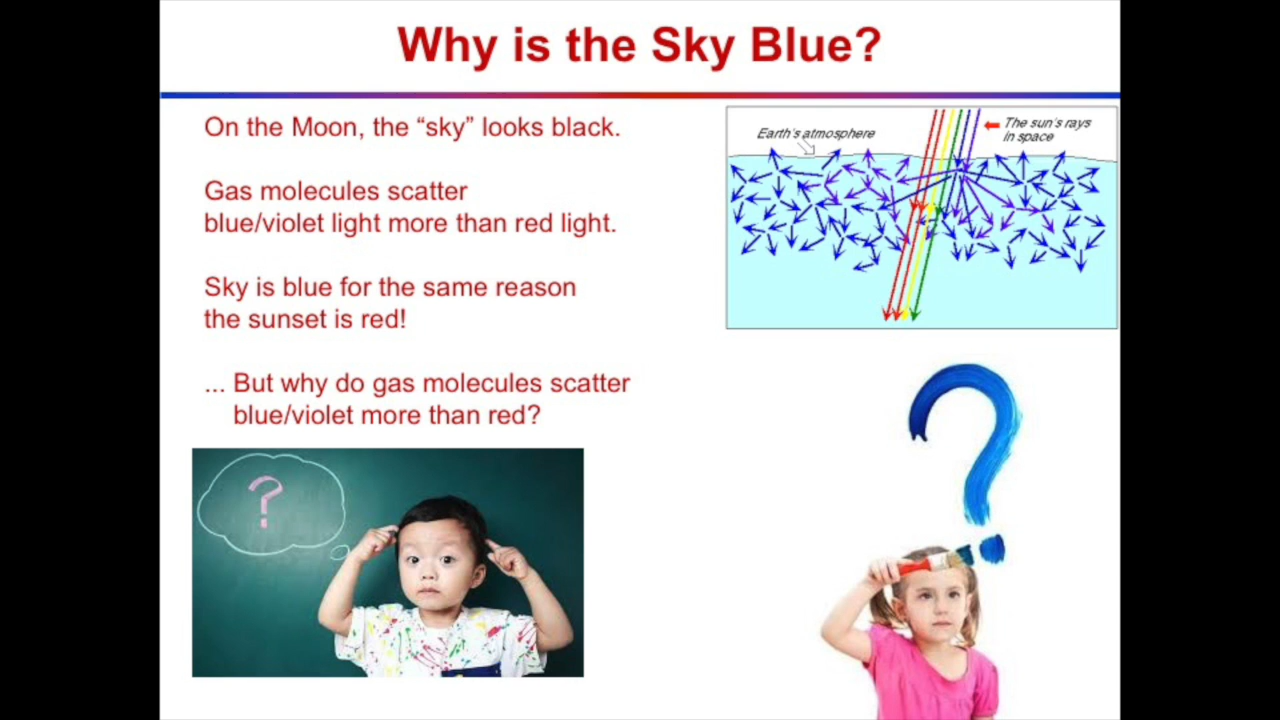 Why is the Sky Blue?
On the Moon, the “sky” looks black.
Gas molecules scatter
blue/violet light more than red light.
Sky is blue for the same reason
the sunset is red!
... But why do gas molecules scatter
blue/violet more than red?
Earth's atmosphere
The sun's rays
in space
?
?